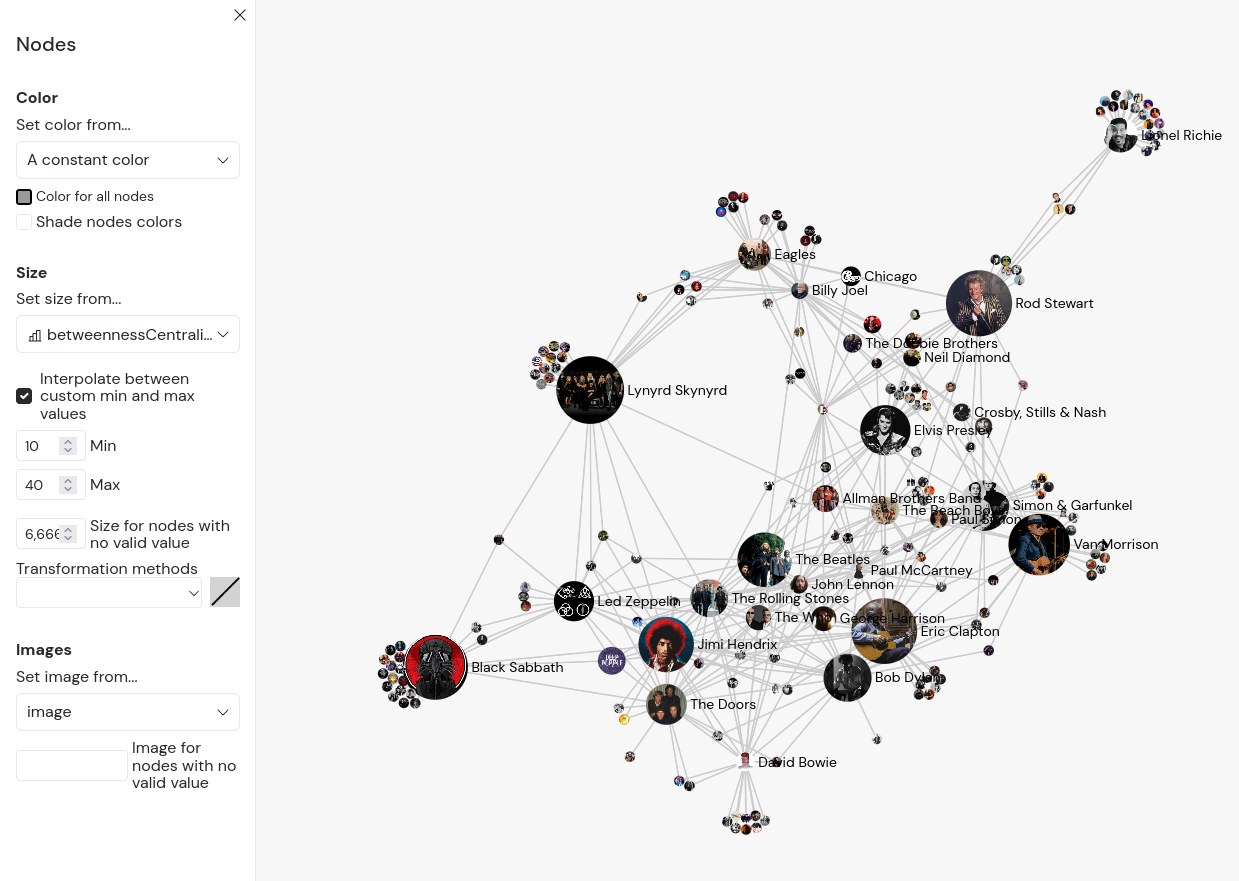 Nodes
Color
Set color from...
A constant color
Color for all nodes
Shade nodes colors
Size
Set size from...
betweennessCentrali...
Interpolate between
custom min and max
values
10 Min
40 Max
6,666 Size for nodes with
no valid value
Transformation methods
Images
Set image from...
image
Image for
nodes with no
valid value
Lionel Richie
Eagles
Chicago
Billy Joel
Rod Stewart
The Doobie Brothers
Neil Diamond
Lynyrd Skynyrd
Crosby, Stills & Nash
Elvis Presley
Allman Brothers Band
Simon & Garfunkel
The Beach Boys
Paul Simon
Van Morrison
The Beatles
Paul McCartney
John Lennon
Led Zeppelin
The Rolling Stones
The Who
George Harrison
Eric Clapton
Jimi Hendrix
Black Sabbath
Bob Dylan
The Doors
David Bowie